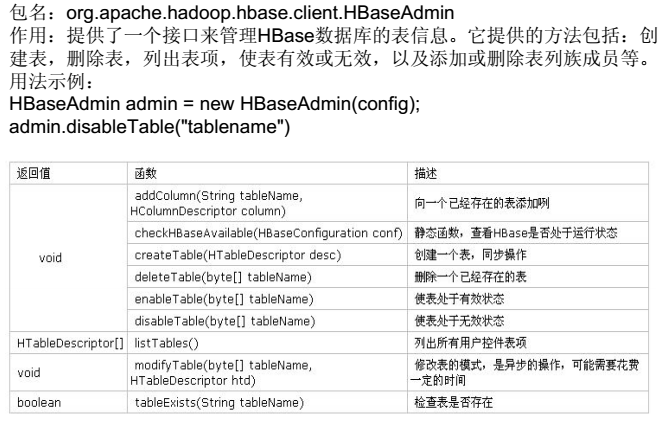 包名：org.apache.hadoop.hbase.client.HBaseAdmin
作用：提供了一个接口来管理HBase数据库的表信息。它提供的方法包括：创
建表，删除表，列出表项，使表有效或无效，以及添加或删除表列族成员等。
用法示例：
HBaseAdmin admin = new HBaseAdmin(config);
admin.disableTable("tablename")
返回值 函数 描述
void
addColumn(String tableName,
HColumnDescriptor column)
向一个已经存在的表添加咧
checkHBaseAvailable(HBaseConfiguration conf) 静态函数，查看HBase是否处于运行状态
createTable(HTableDescriptor desc) 创建一个表，同步操作
deleteTable(byte[] tableName) 删除一个已经存在的表
enableTable(byte[] tableName) 使表处于有效状态
disableTable(byte[] tableName) 使表处于无效状态
HTableDescriptor[] listTables() 列出所有用户控件表项
void
modifyTable(byte[] tableName,
HTableDescriptor htd)
修改表的模式，是异步的操作，可能需要花费
一定的时间
boolean tableExists(String tableName) 检查表是否存在